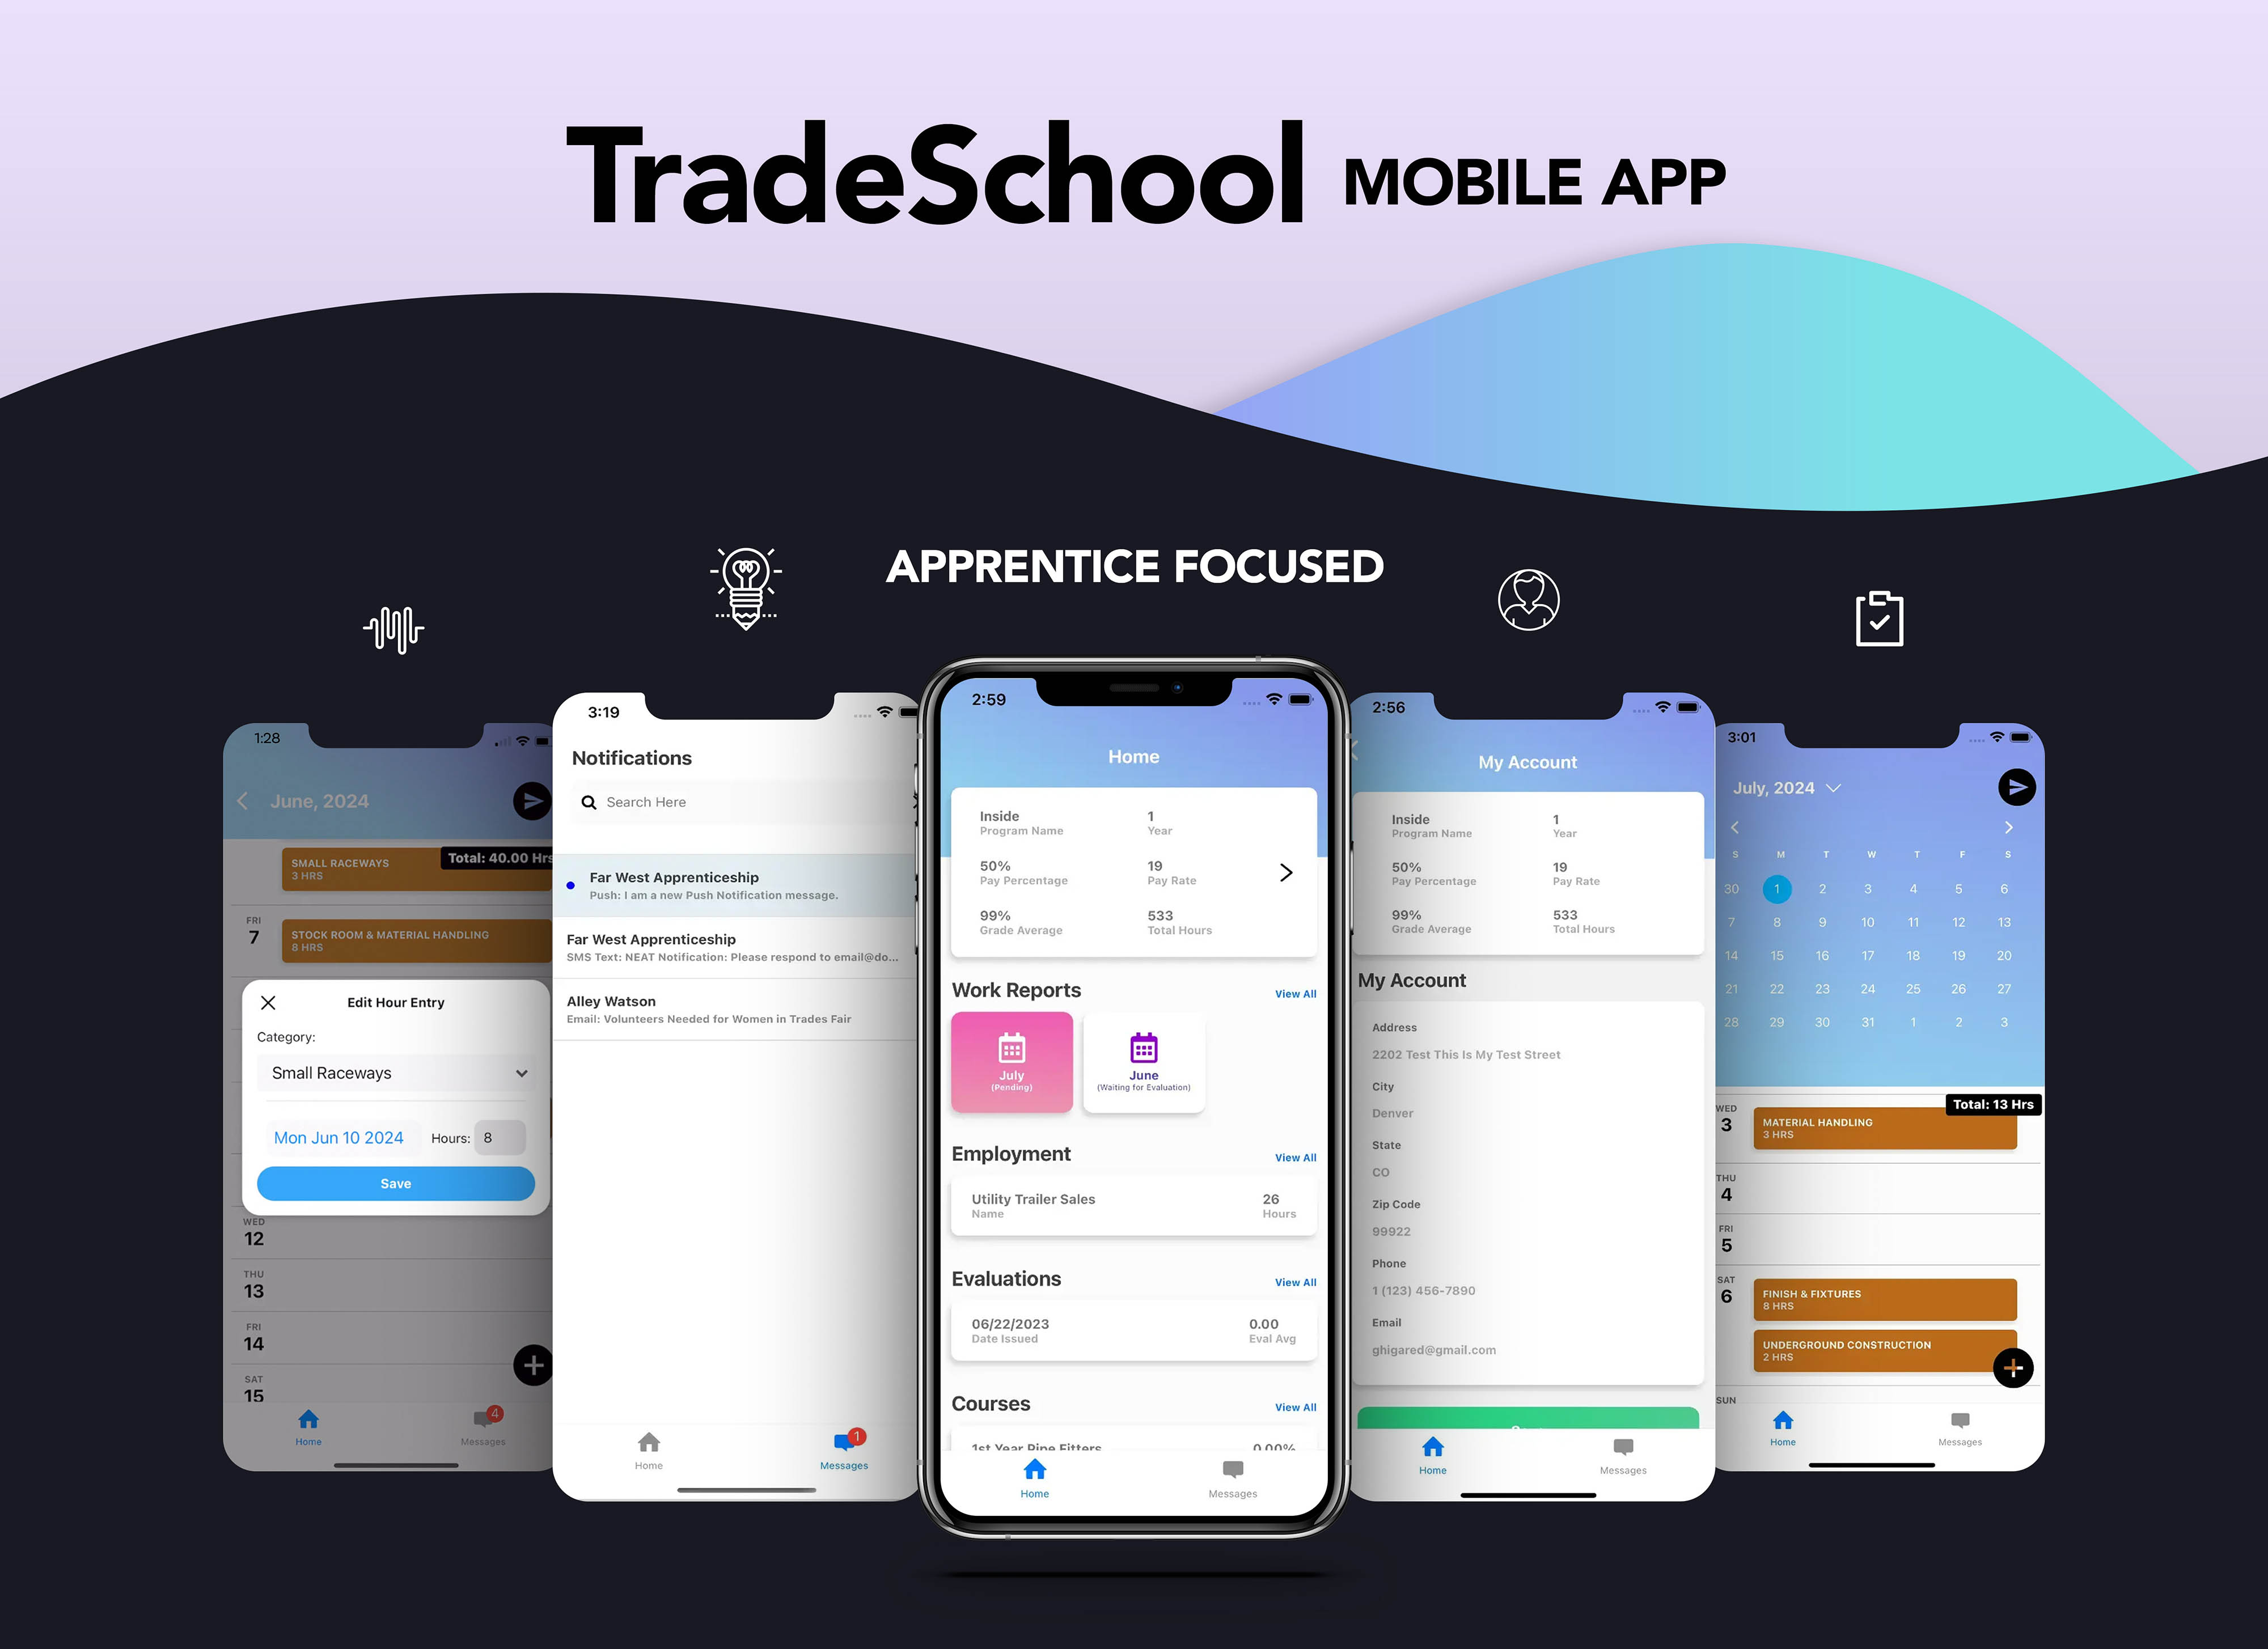 TradeSchool MOBILE APP
APPRENTICE FOCUSED
1:28
June, 2024
Total: 40.00 Hrs
SMALL RACEWAYS
3 HRS
FRI
7
STOCK ROOM & MATERIAL HANDLING
8 HRS
Edit Hour Entry
Category:
Small Raceways
Mon Jun 10 2024 Hours: 8
Save
WED
12
THU
13
FRI
14
SAT
15
4
Home Messages
3:19
Notifications
Search Here
Far West Apprenticeship
Push: I am a new Push Notification message.
Far West Apprenticeship
SMS Text: NEAT Notification: Please respond to email@do...
Alley Watson
Email: Volunteers Needed for Women in Trades Fair
1
Home Messages
2:59
Home
Inside 1
Program Name Year
50% 19
Pay Percentage Pay Rate
99% 533
Grade Average Total Hours
Work Reports View All
July June
(Pending) (Waiting for Evaluation)
Employment View All
Utility Trailer Sales 26
Name Hours
Evaluations View All
06/22/2023 0.00
Date Issued Eval Avg
Courses View All
1st Year Pipe Fitters 0.00%
Home Messages
2:56
My Account
Inside 1
Program Name Year
50% 19
Pay Percentage Pay Rate
99% 533
Grade Average Total Hours
My Account
Address
2202 Test This Is My Test Street
City
Denver
State
CO
Zip Code
99922
Phone
1 (123) 456-7890
Email
ghigared@gmail.com
Home Messages
3:01
July, 2024
S M T W T F S
30 1 2 3 4 5 6
7 8 9 10 11 12 13
14 15 16 17 18 19 20
21 22 23 24 25 26 27
28 29 30 31 1 2 3
Total: 13 Hrs
WED
3
MATERIAL HANDLING
3 HRS
THU
4
FRI
5
SAT
6
FINISH & FIXTURES
8 HRS
UNDERGROUND CONSTRUCTION
2 HRS
SUN
Home Messages